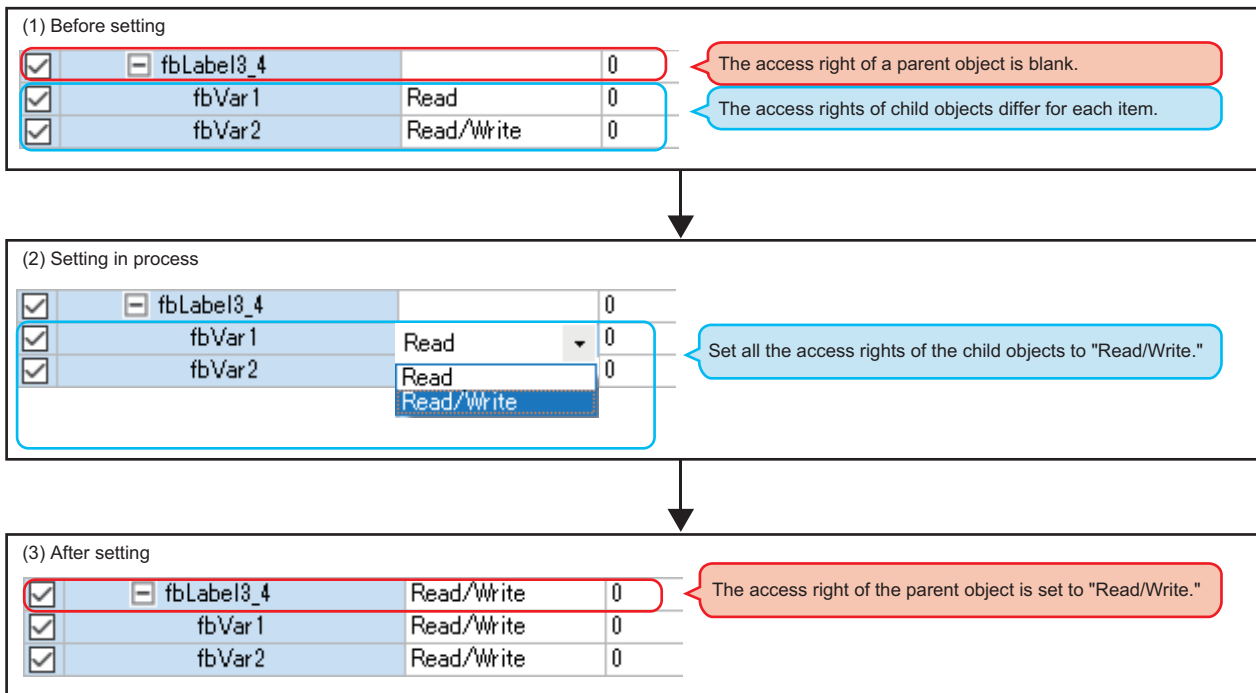 (1) Before setting
fbLabel3_4 0
The access right of a parent object is blank.
fbVar1 Read 0
The access rights of child objects differ for each item.
fbVar2 Read/Write 0
(2) Setting in process
fbLabel3_4 0
fbVar1 Read 0
Set all the access rights of the child objects to "Read/Write."
fbVar2 Read 0
Read/Write
(3) After setting
fbLabel3_4 Read/Write 0
The access right of the parent object is set to "Read/Write."
fbVar1 Read/Write 0
fbVar2 Read/Write 0